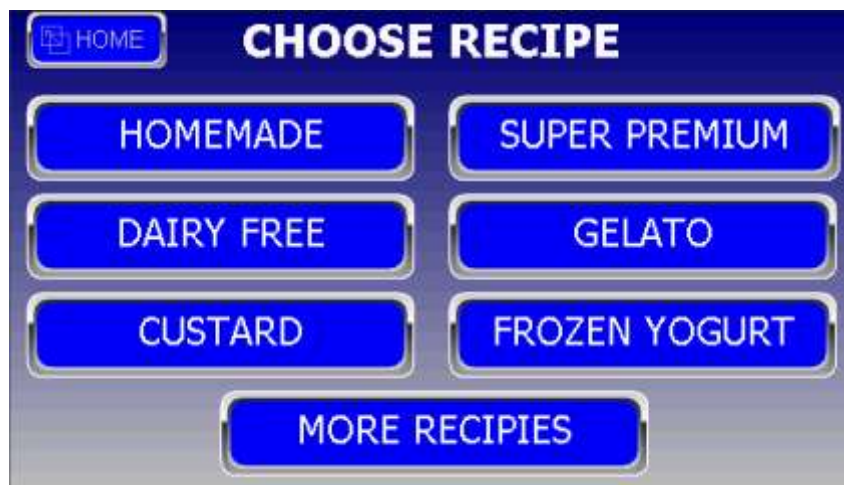 HOME
CHOOSE RECIPE
HOMEMADE
SUPER PREMIUM
DAIRY FREE
GELATO
CUSTARD
FROZEN YOGURT
MORE RECIPIES